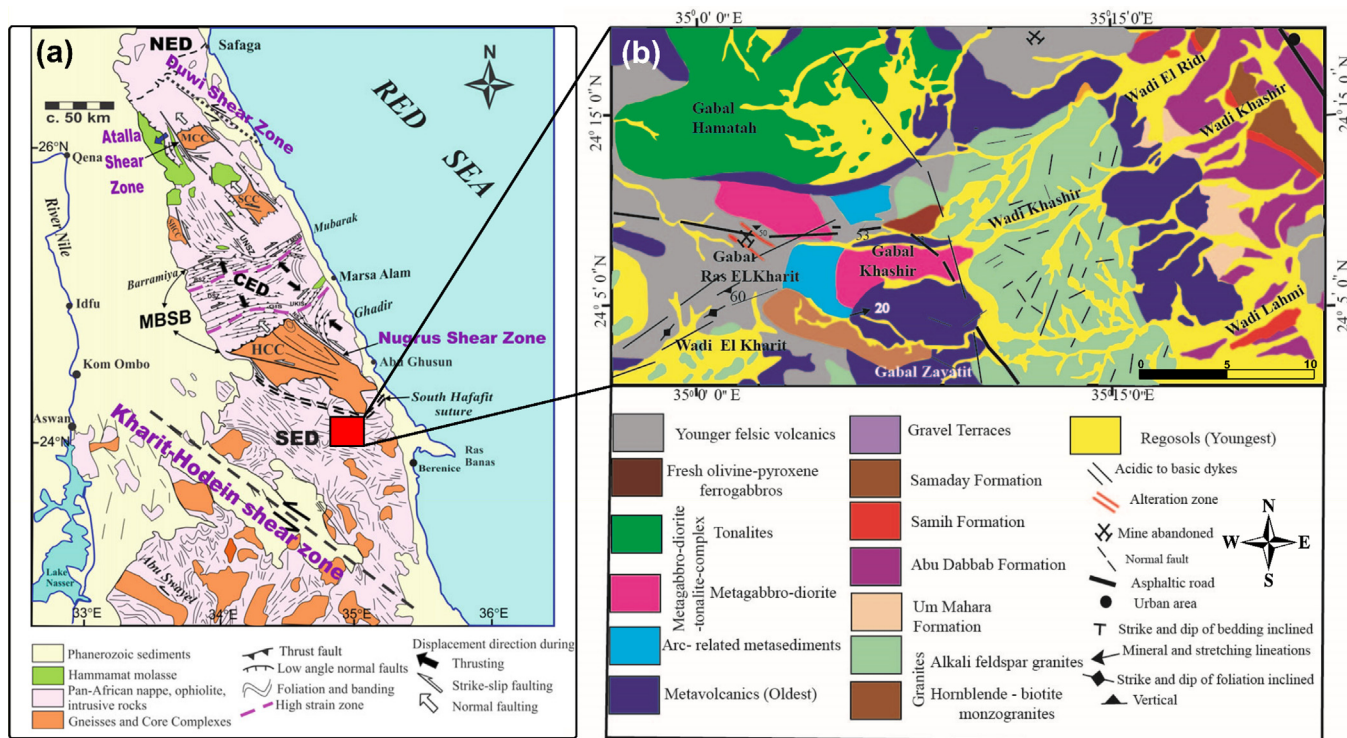 (a)
NED
Safaga
Duwi Shear Zone
N
c. 50 km
RED
SEA
Atalla
Shear
Zone
MCC
26°N
Qena
SCC
River Nile
Mubarak
Barramiya
Marsa Alam
CED
Idfu
Ghadir
MBSB
Nugrus Shear Zone
HCC
Abu Ghusun
Kom Ombo
South Hafafit
suture
Aswan
SED
24°N
Ras
Banas
Berenice
Kharit-Hodein shear zone
Lake
Nasser
Abu Swayel
33°E
34°E
35°E
36°E
Phanerozoic sediments
Hammamat molasse
Pan-African nappe, ophiolite,
intrusive rocks
Gneisses and Core Complexes
Thrust fault
Low angle normal faults
Foliation and banding
High strain zone
Displacement direction during
Thrusting
Strike-slip faulting
Normal faulting
(b)
35° 0' 0"E
35° 15' 0"E
24° 15' 0"N
24° 15' 0"N
24° 5' 0"N
24° 5' 0"N
Gabal
Hamatah
Wadi El Ridi
Wadi Khashir
Wadi Khashir
50
53
Gabal
Ras ELKharit
Gabal
Khashir
60
20
Wadi Lahmi
Wadi El Kharit
Gabal Zayatit
0
5
10
35° 0' 0"E
35° 15' 0"E
Younger felsic volcanics
Fresh olivine-pyroxene
ferrogabbros
Metagabbro-diorite
-tonalite-complex
Tonalites
Metagabbro-diorite
Arc- related metasediments
Metavolcanics (Oldest)
Gravel Terraces
Samaday Formation
Samih Formation
Abu Dabbab Formation
Um Mahara
Formation
Granites
Alkali feldspar granites
Hornblende - biotite
monzogranites
Regosols (Youngest)
Acidic to basic dykes
Alteration zone
Mine abandoned
Normal fault
Asphaltic road
Urban area
Strike and dip of bedding inclined
Mineral and stretching lineations
Strike and dip of foliation inclined
Vertical
N
W
E
S